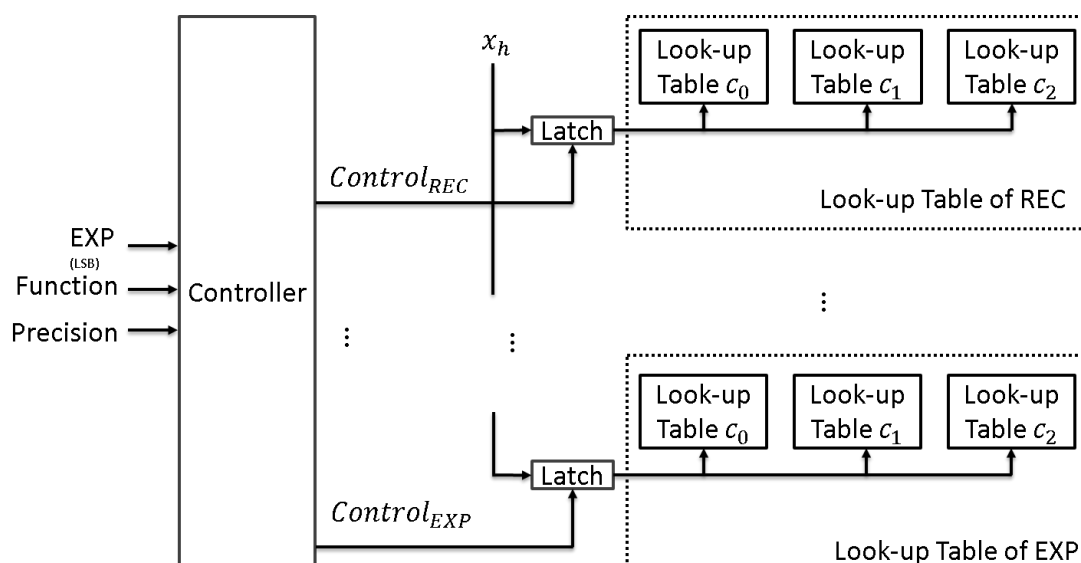 x_h
Look-up Table c_0
Look-up Table c_1
Look-up Table c_2
Latch
Control_REC
Look-up Table of REC
EXP
(LSB)
Function
Precision
Controller
⋮
⋮
⋮
Look-up Table c_0
Look-up Table c_1
Look-up Table c_2
Latch
Control_EXP
Look-up Table of EXP